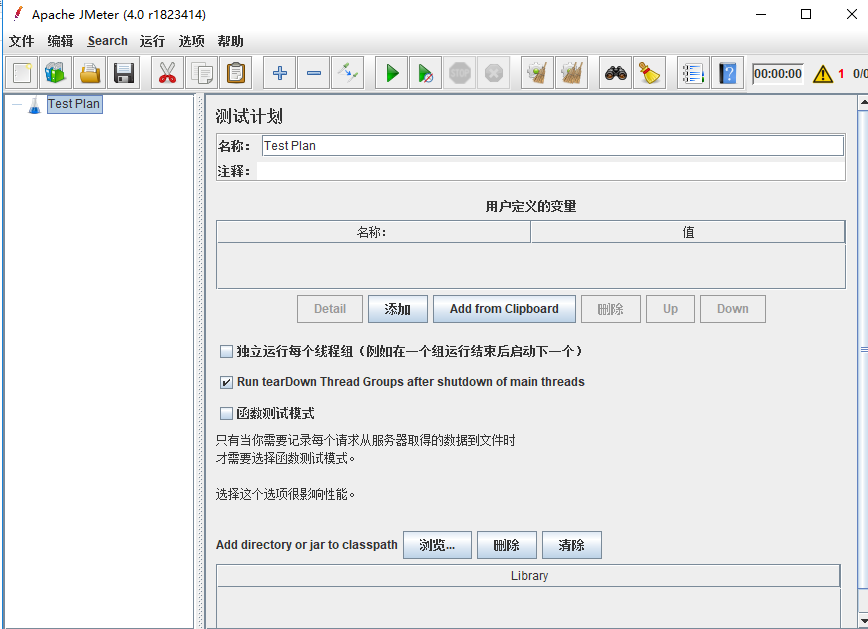 Apache JMeter (4.0 r1823414)
文件 编辑 Search 运行 选项 帮助
STOP 00:00:00 1 0/0
Test Plan
测试计划
名称： Test Plan
注释：
用户定义的变量
名称: 值
Detail 添加 Add from Clipboard 删除 Up Down
独立运行每个线程组（例如在一个组运行结束后启动下一个）
Run tearDown Thread Groups after shutdown of main threads
函数测试模式
只有当你需要记录每个请求从服务器取得的数据到文件时
才需要选择函数测试模式。
选择这个选项很影响性能。
Add directory or jar to classpath 浏览... 删除 清除
Library